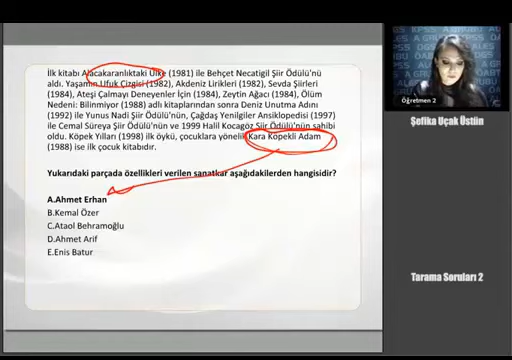 İlk kitabı Alacakaranlıktaki Ülke (1981) ile Behçet Necatigil Şiir Ödülü'nü
aldı. Yaşamın Ufuk Çizgisi (1982), Akdeniz Lirikleri (1982), Sevda Şiirleri
(1984), Ateşi Çalmayı Deneyenler İçin (1984), Zeytin Ağacı (1984), Ölüm
Nedeni: Bilinmiyor (1988) adlı kitaplarından sonra Deniz Unutma Adını
(1992) ile Yunus Nadi Şiir Ödülü'nün, Çağdaş Yenilgiler Ansiklopedisi (1997)
ile Cemal Süreya Şiir Ödülü'nün ve 1999 Halil Kocagöz Şiir Ödülü'nün sahibi
oldu. Köpek Yılları (1998) ilk öykü, çocuklara yönelik Kara Köpekli Adam
(1988) ise ilk çocuk kitabıdır.
Yukarıdaki parçada özellikleri verilen sanatkar aşağıdakilerden hangisidir?
A.Ahmet Erhan
B.Kemal Özer
C.Ataol Behramoğlu
D.Ahmet Arif
E.Enis Batur
Öğretmen 2
Şefika Uçak Üstün
Tarama Soruları 2